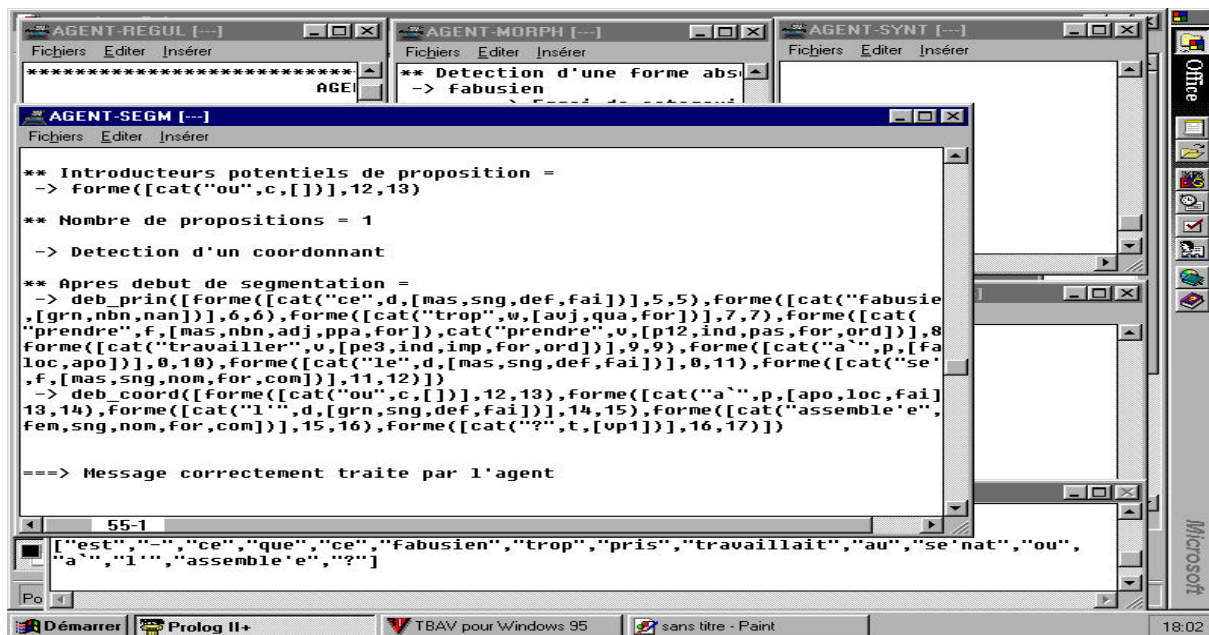 AGENT-REGUL [---]
Fichiers Editer Insérer
****************************
AGE
AGENT-MORPH [---]
Fichiers Editer Insérer
** Detection d'une forme abs
-> fabusien
AGENT-SYNT [---]
Fichiers Editer Insérer
AGENT-SEGM [---]
Fichiers Editer Insérer
** Introducteurs potentiels de proposition =
-> forme([cat("ou",c,[])],12,13)
** Nombre de propositions = 1
-> Detection d'un coordonnant
** Apres debut de segmentation =
-> deb_prin([forme([cat("ce",d,[mas,sng,def,fai])],5,5),forme([cat("fabusie
,[grn,nbn,nan])],6,6),forme([cat("trop",w,[avj,qua,for])],7,7),forme([cat(
"prendre",f,[mas,nbn,adj,ppa,for]),cat("prendre",v,[p12,ind,pas,for,ord])],8
forme([cat("travailler",v,[pe3,ind,imp,for,ord])],9,9),forme([cat("a`",p,[fa
loc,apo])],0,10),forme([cat("le",d,[mas,sng,def,fai])],0,11),forme([cat("se'
,f,[mas,sng,nom,for,com])],11,12)])
-> deb_coord([forme([cat("ou",c,[])],12,13),forme([cat("a`",p,[apo,loc,fai]
13,14),forme([cat("l'",d,[grn,sng,def,fai])],14,15),forme([cat("assemble'e",
fem,sng,nom,for,com])],15,16),forme([cat("?",t,[vp1])],16,17)])
===> Message correctement traite par l'agent
55-1
["est","-","ce","que","ce","fabusien","trop","pris","travaillait","au","se'nat","ou",
"a`","l'","assemble'e","?"]
Po
Démarrer
Prolog II+
TBAV pour Windows 95
sans titre - Paint
18:02
Office
Microsoft